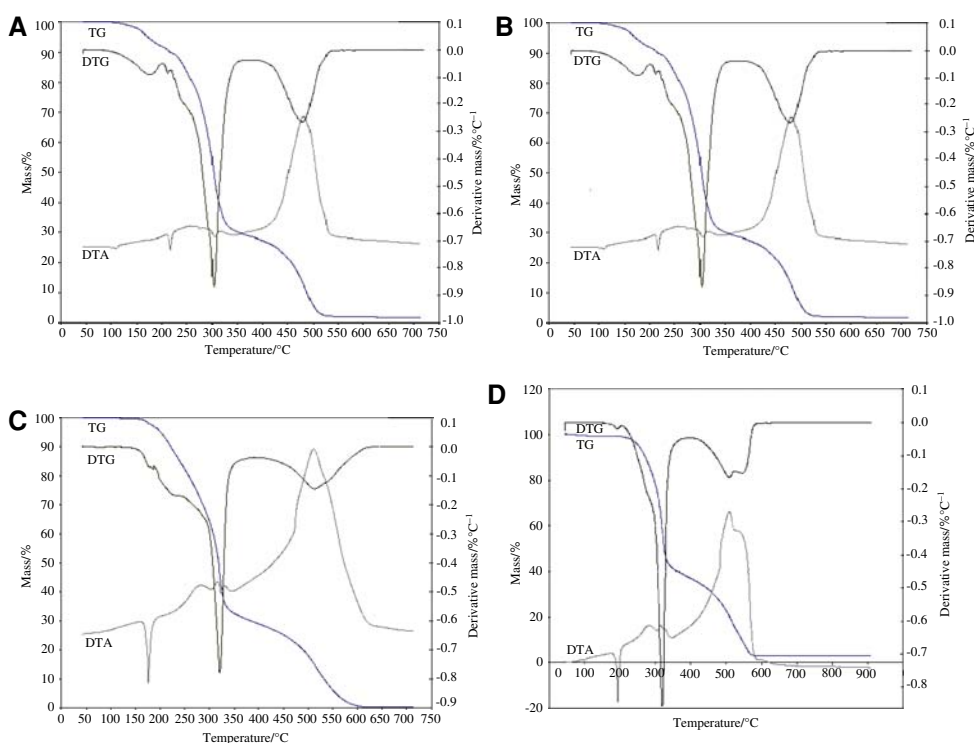 A
TG
DTG
DTA
100
90
80
70
60
50
40
30
20
10
0
Mass/%
0.1
0.0
-0.1
-0.2
-0.3
-0.4
-0.5
-0.6
-0.7
-0.8
-0.9
-1.0
Derivative mass/%°C⁻¹
0 50 100 150 200 250 300 350 400 450 500 550 600 650 700 750
Temperature/°C
B
TG
DTG
DTA
100
90
80
70
60
50
40
30
20
10
0
Mass/%
0.1
0.0
-0.1
-0.2
-0.3
-0.4
-0.5
-0.6
-0.7
-0.8
-0.9
-1.0
Derivative mass/%°C⁻¹
0 50 100 150 200 250 300 350 400 450 500 550 600 650 700 750
Temperature/°C
C
TG
DTG
DTA
100
90
80
70
60
50
40
30
20
10
0
Mass/%
0.1
0.0
-0.1
-0.2
-0.3
-0.4
-0.5
-0.6
-0.7
-0.8
-0.9
Derivative mass/%°C⁻¹
0 50 100 150 200 250 300 350 400 450 500 550 600 650 700 750
Temperature/°C
D
DTG
TG
DTA
120
100
80
60
40
20
0
-20
Mass/%
0.1
0.0
-0.1
-0.2
-0.3
-0.4
-0.5
-0.6
-0.7
-0.8
Derivative mass/%°C⁻¹
0 100 200 300 400 500 600 700 800 900
Temperature/°C